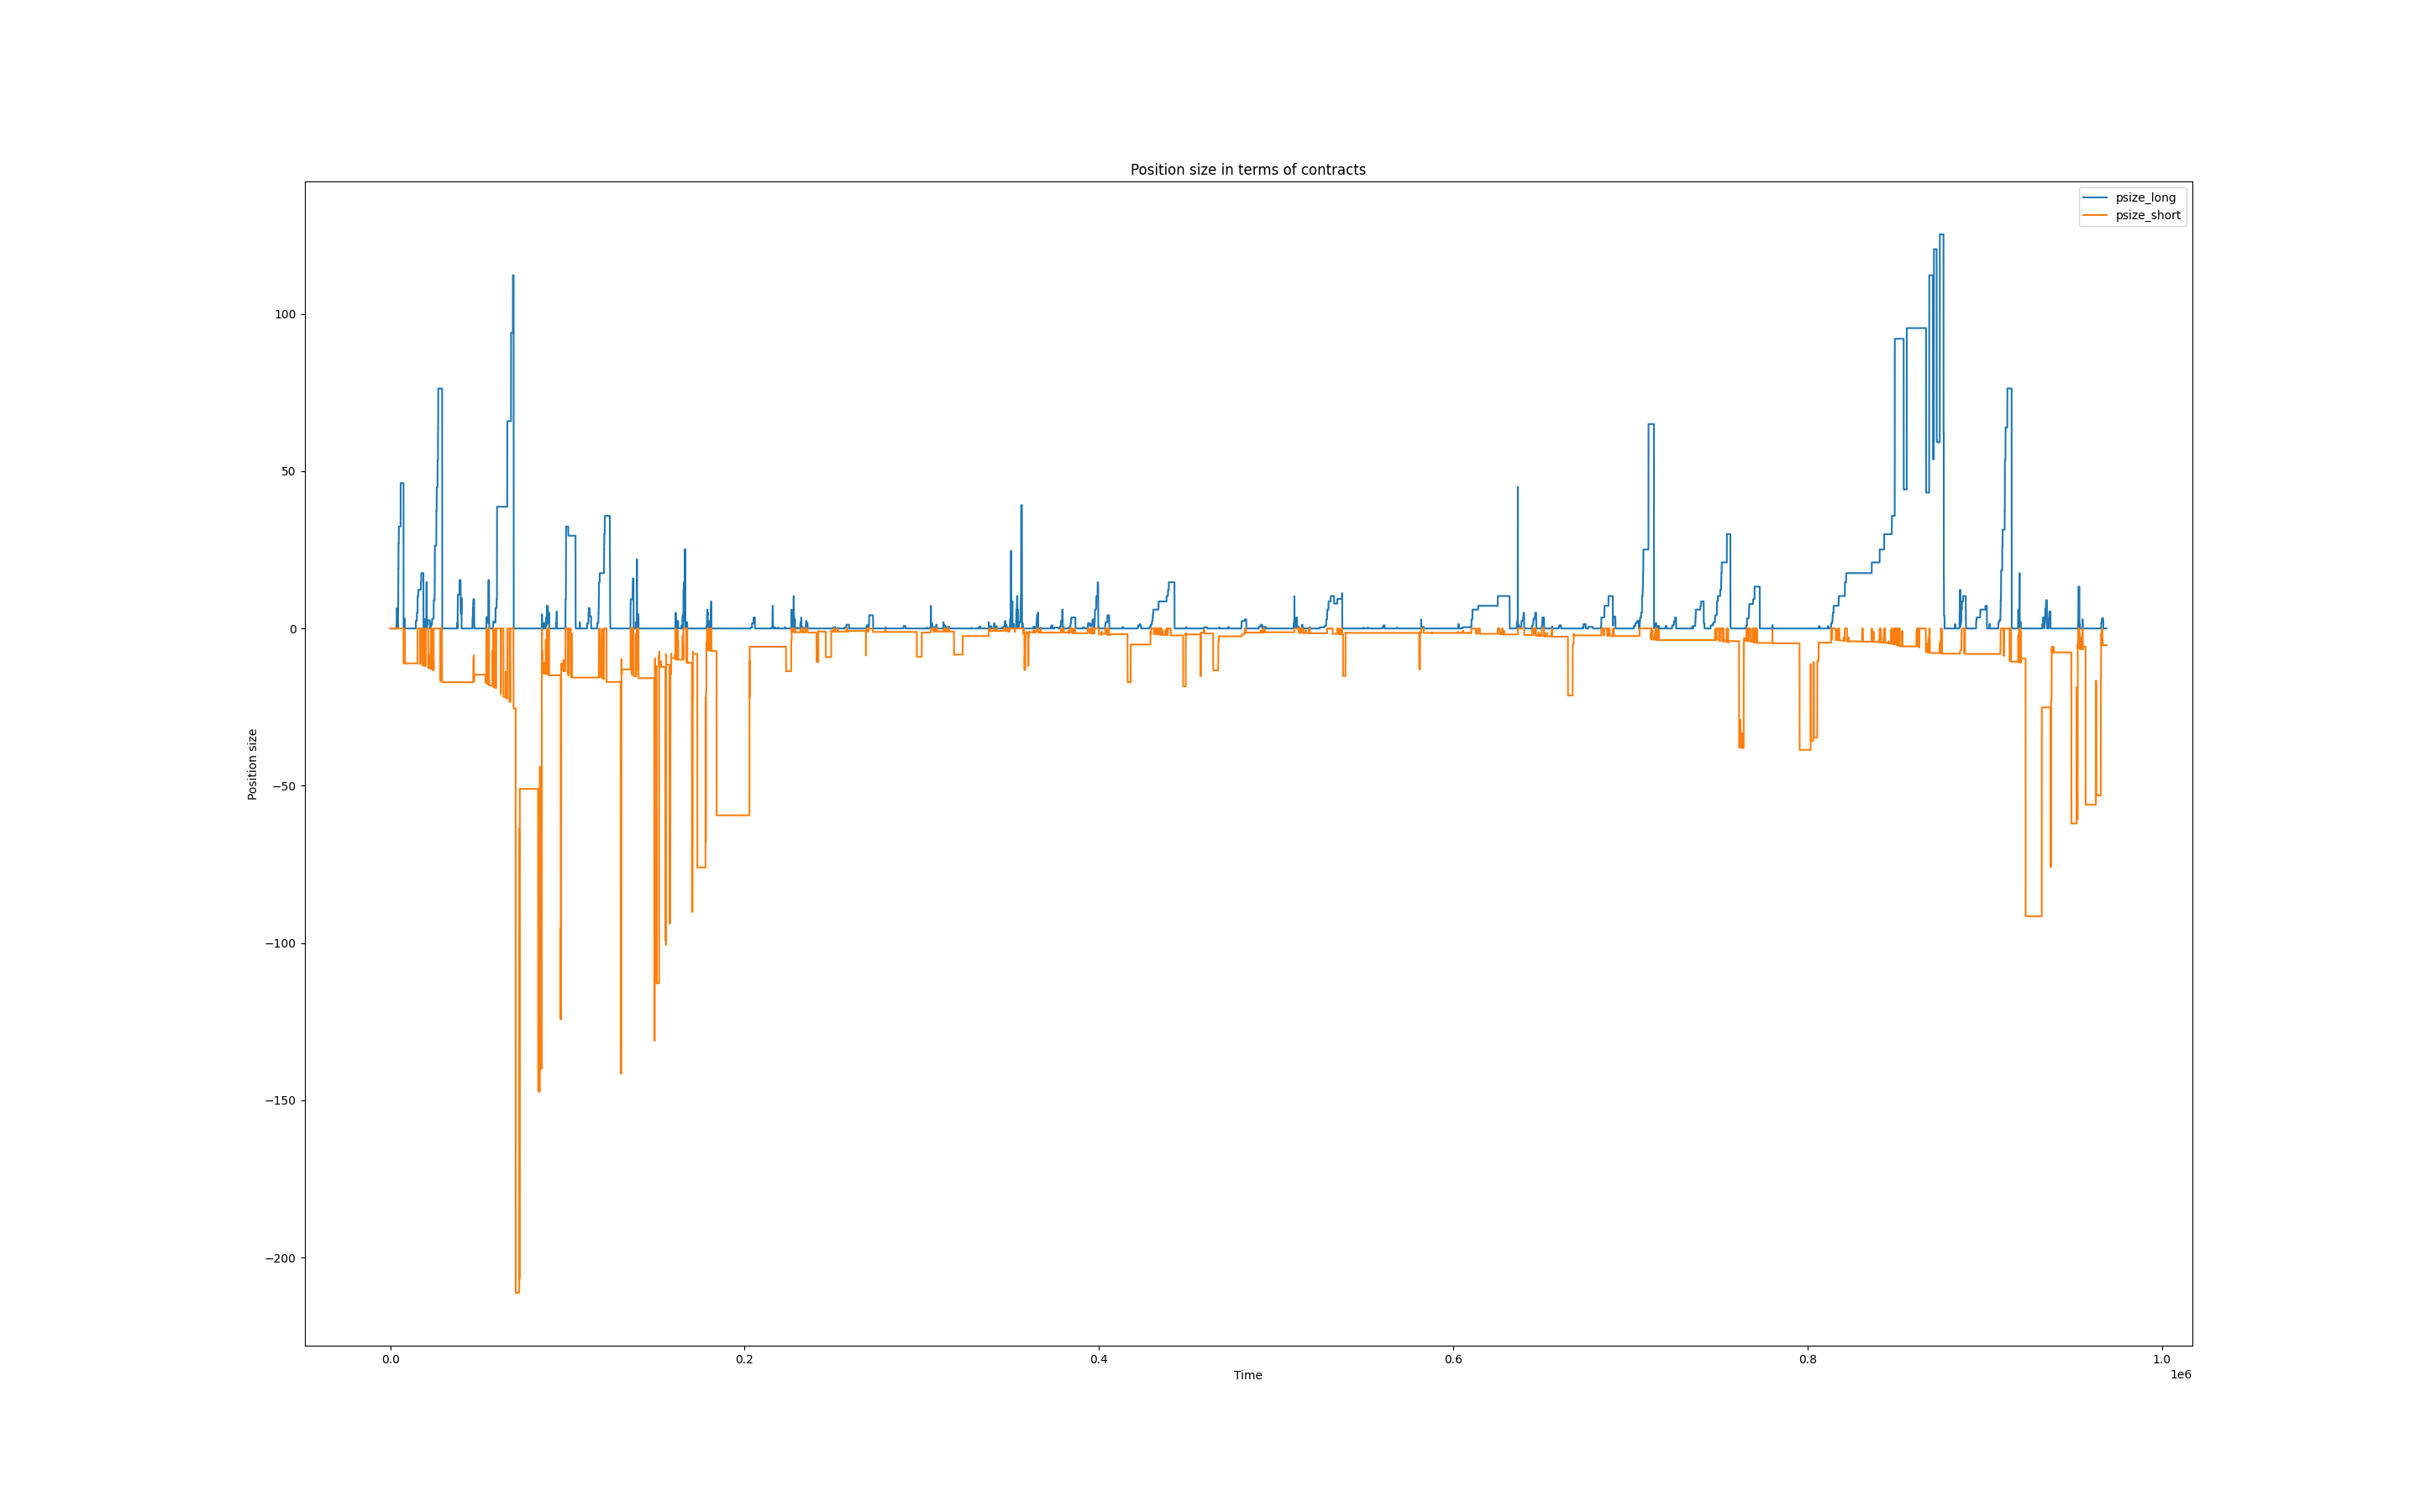 Position size in terms of contracts
psize_long
psize_short
100
50
0
−50
−100
−150
−200
Position size
0.0
0.2
0.4
0.6
0.8
1.0
1e6
Time